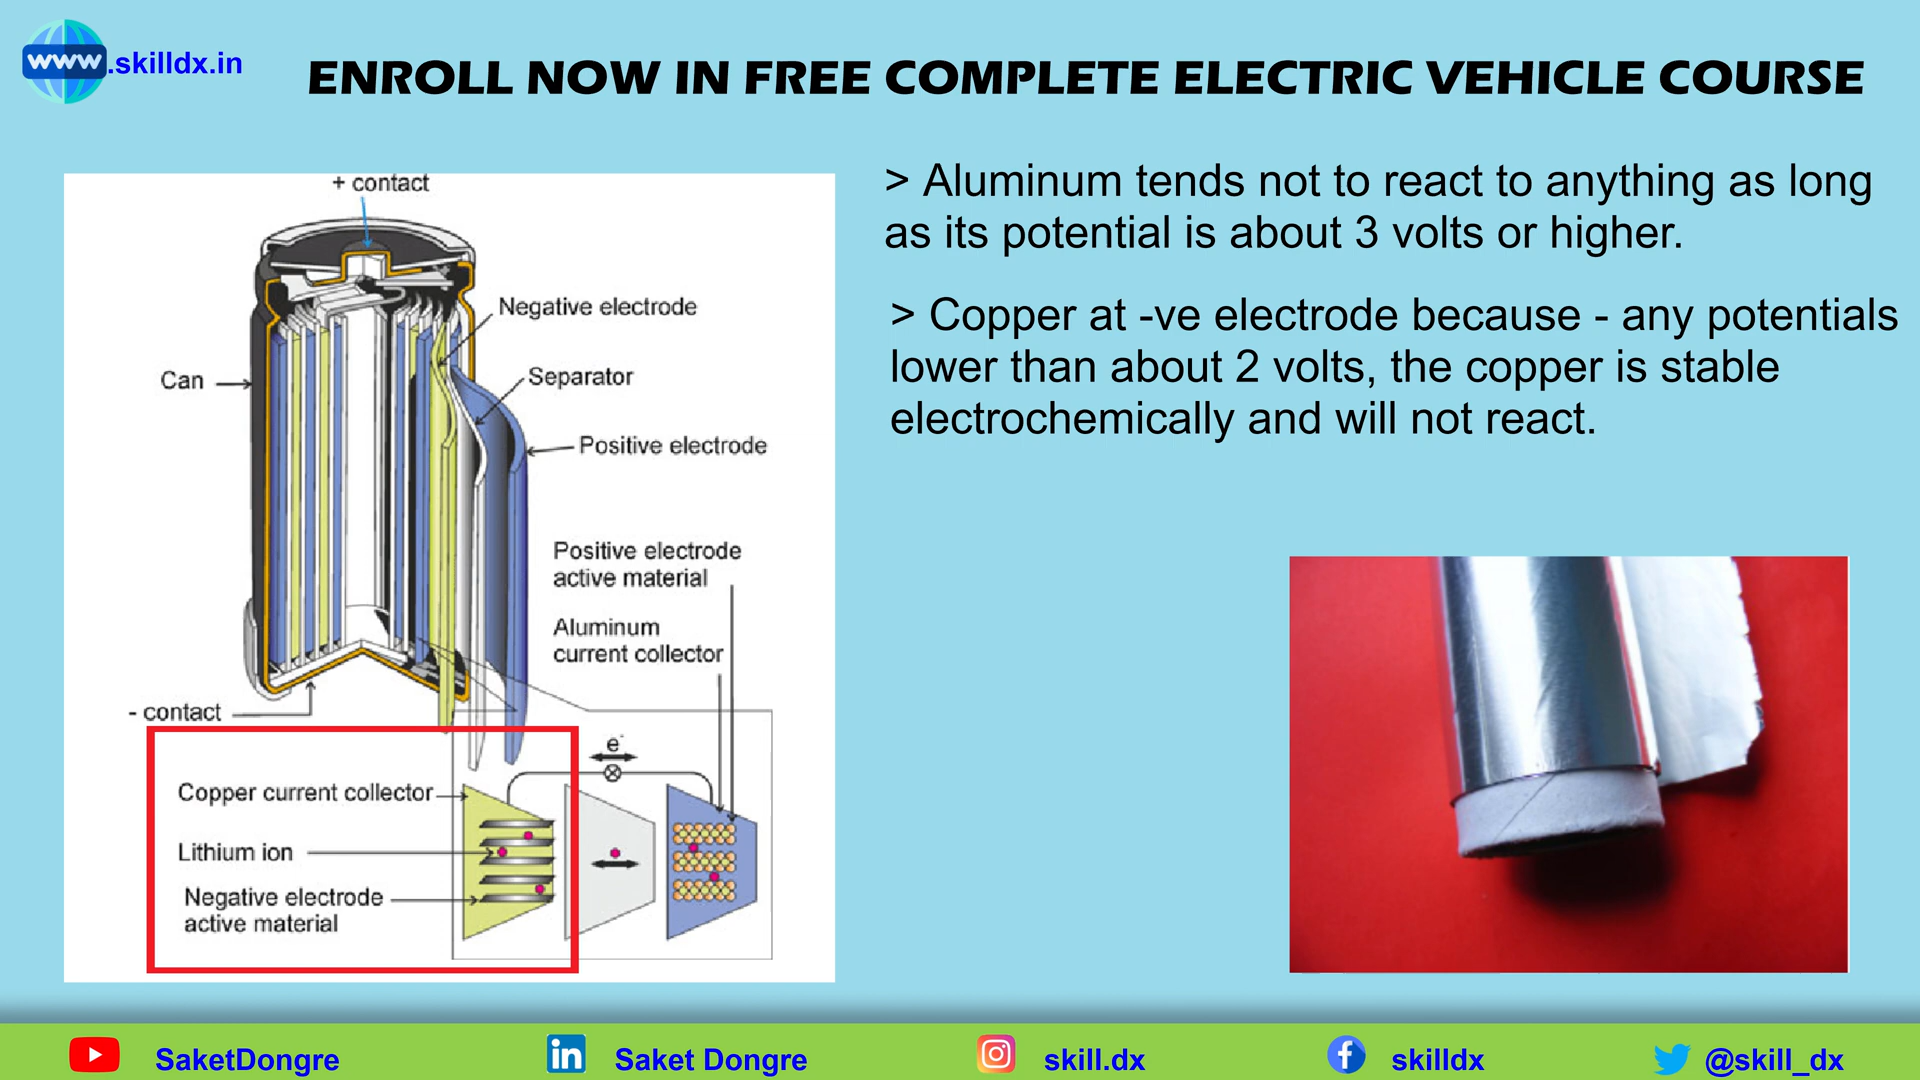 www.skilldx.in
ENROLL NOW IN FREE COMPLETE ELECTRIC VEHICLE COURSE
> Aluminum tends not to react to anything as long
as its potential is about 3 volts or higher.
> Copper at -ve electrode because - any potentials
lower than about 2 volts, the copper is stable
electrochemically and will not react.
+ contact
Negative electrode
Separator
Can
Positive electrode
Positive electrode
active material
Aluminum
current collector
- contact
e-
Copper current collector
Lithium ion
Negative electrode
active material
SaketDongre
in
Saket Dongre
skill.dx
f
skilldx
@skill_dx